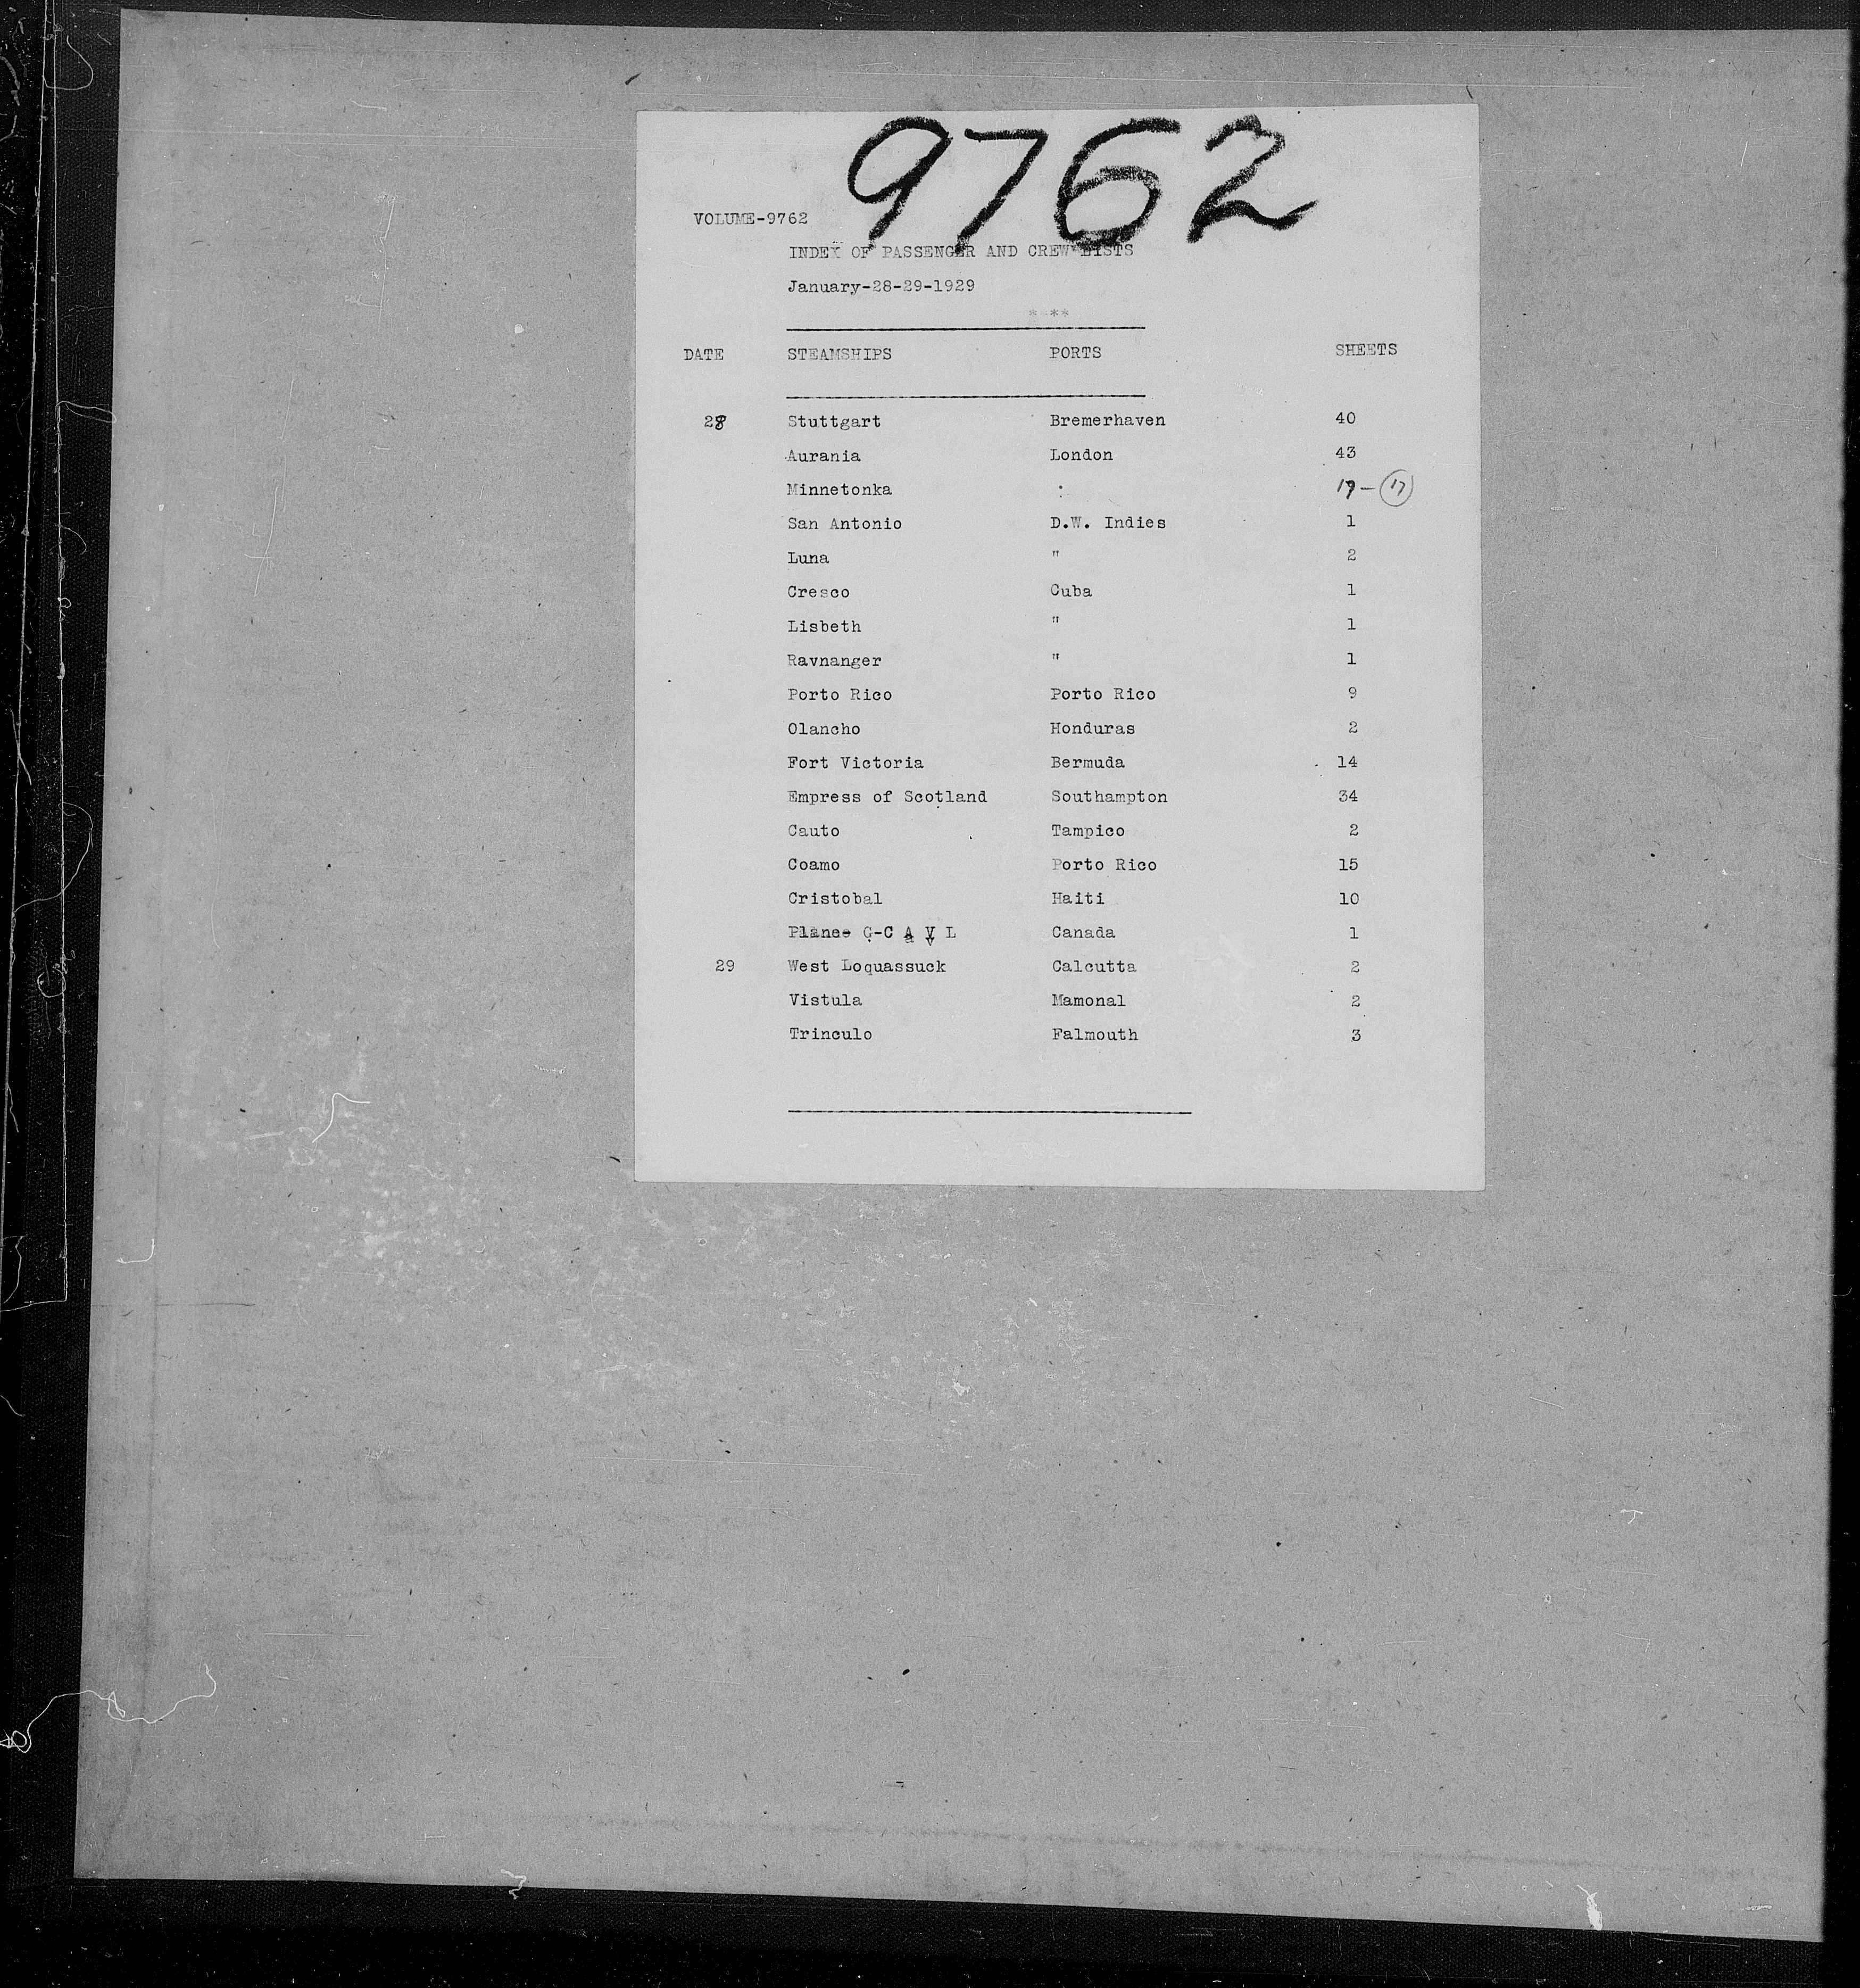 9762
VOLUME-9762
INDEX OF PASSENGER AND CREW LISTS
January-28-29-1929
****
DATE STEAMSHIPS PORTS SHEETS
28 Stuttgart Bremerhaven 40
Aurania London 43
Minnetonka : 17 - 17
San Antonio D.W. Indies 1
Luna " 2
Cresco Cuba 1
Lisbeth " 1
Ravnanger " 1
Porto Rico Porto Rico 9
Olancho Honduras 2
Fort Victoria Bermuda 14
Empress of Scotland Southampton 34
Cauto Tampico 2
Coamo Porto Rico 15
Cristobal Haiti 10
Plane G-C A V L Canada 1
29 West Loquassuck Calcutta 2
Vistula Mamonal 2
Trinculo Falmouth 3